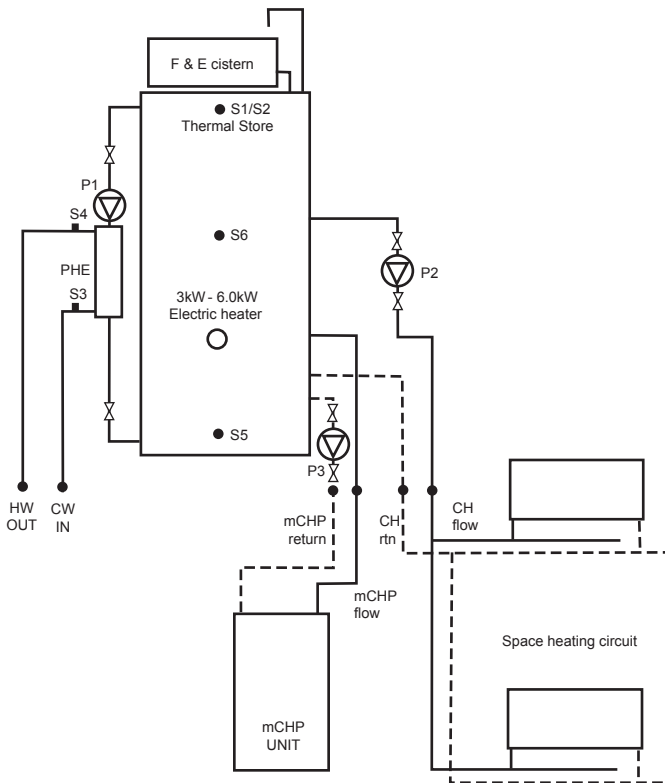 F & E cistern
S1/S2
Thermal Store
P1
S4
S6
PHE
P2
S3
3kW - 6.0kW
Electric heater
S5
P3
HW
OUT
CW
IN
mCHP
return
CH
rtn
CH
flow
mCHP
flow
Space heating circuit
mCHP
UNIT